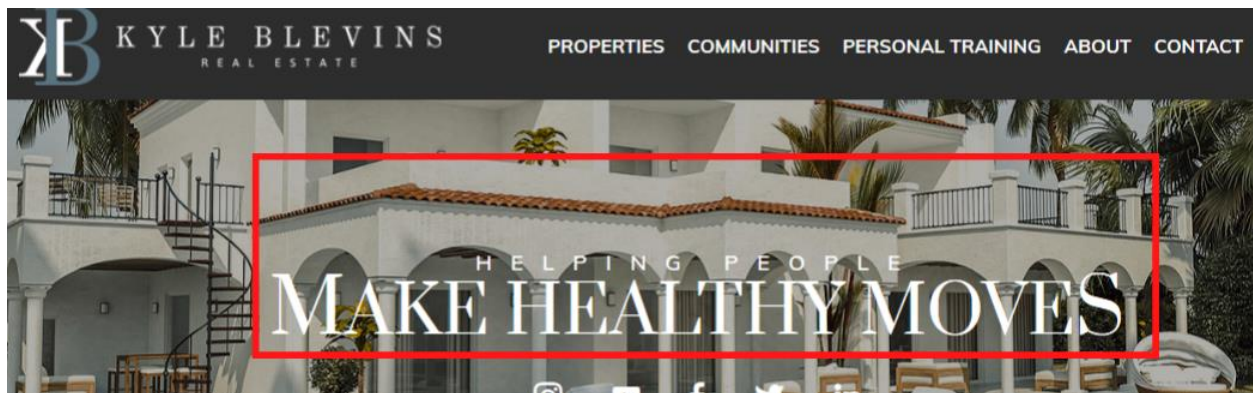 KYLE BLEVINS
REAL ESTATE
PROPERTIES COMMUNITIES PERSONAL TRAINING ABOUT CONTACT
HELPING PEOPLE
MAKE HEALTHY MOVES